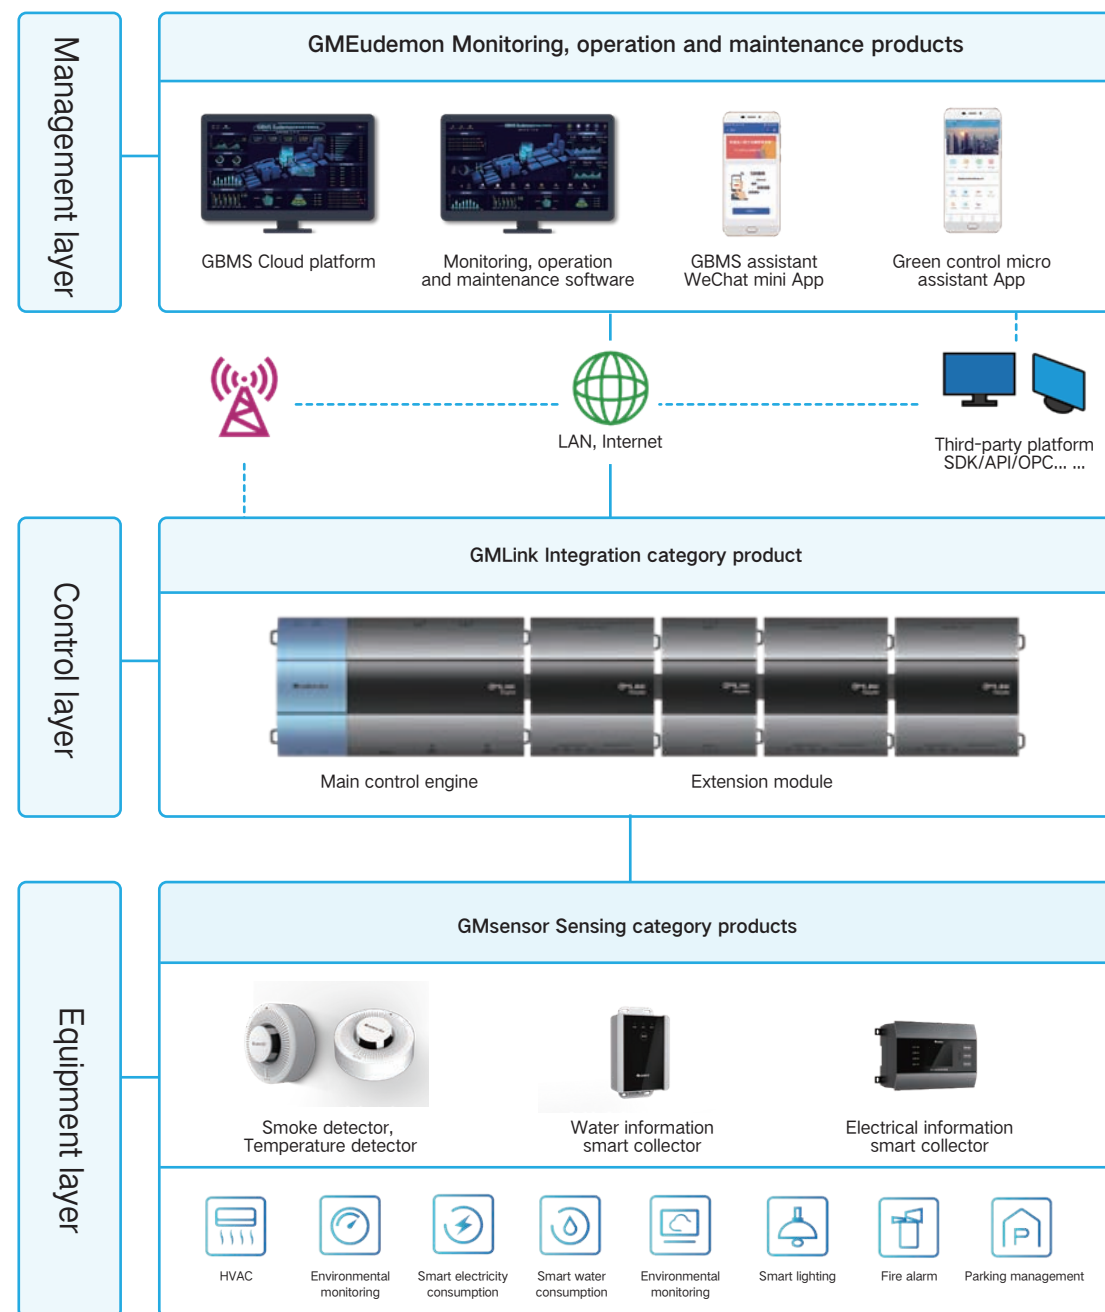 Management layer
GMEudemon Monitoring, operation and maintenance products
GBMS Cloud platform
Monitoring, operation
and maintenance software
GBMS assistant
WeChat mini App
Green control micro
assistant App
LAN, Internet
Third-party platform
SDK/API/OPC... ...
Control layer
GMLink Integration category product
Main control engine
Extension module
Equipment layer
GMsensor Sensing category products
Smoke detector,
Temperature detector
Water information
smart collector
Electrical information
smart collector
HVAC
Environmental
monitoring
Smart electricity
consumption
Smart water
consumption
Environmental
monitoring
Smart lighting
Fire alarm
P
Parking management